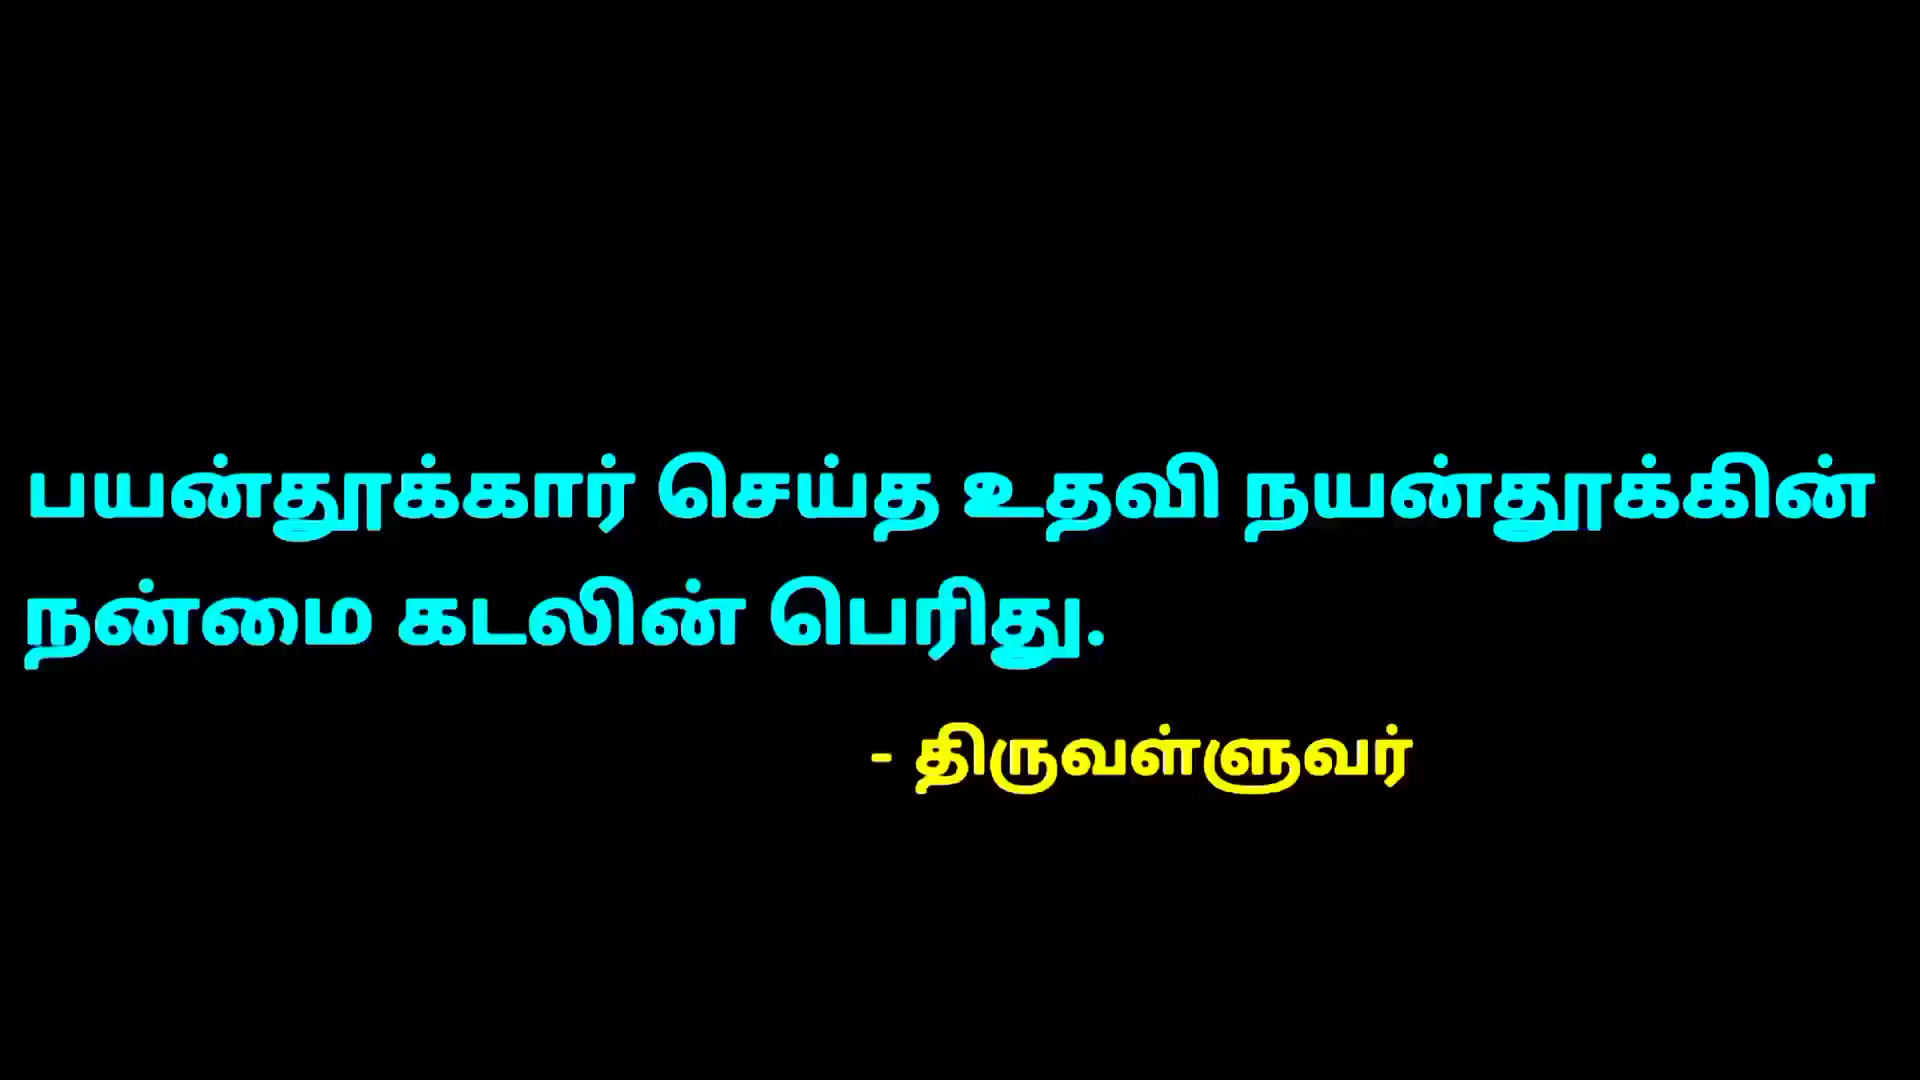 பயன்தூக்கார் செய்த உதவி நயன்தூக்கின்
நன்மை கடலின் பெரிது.
- திருவள்ளுவர்